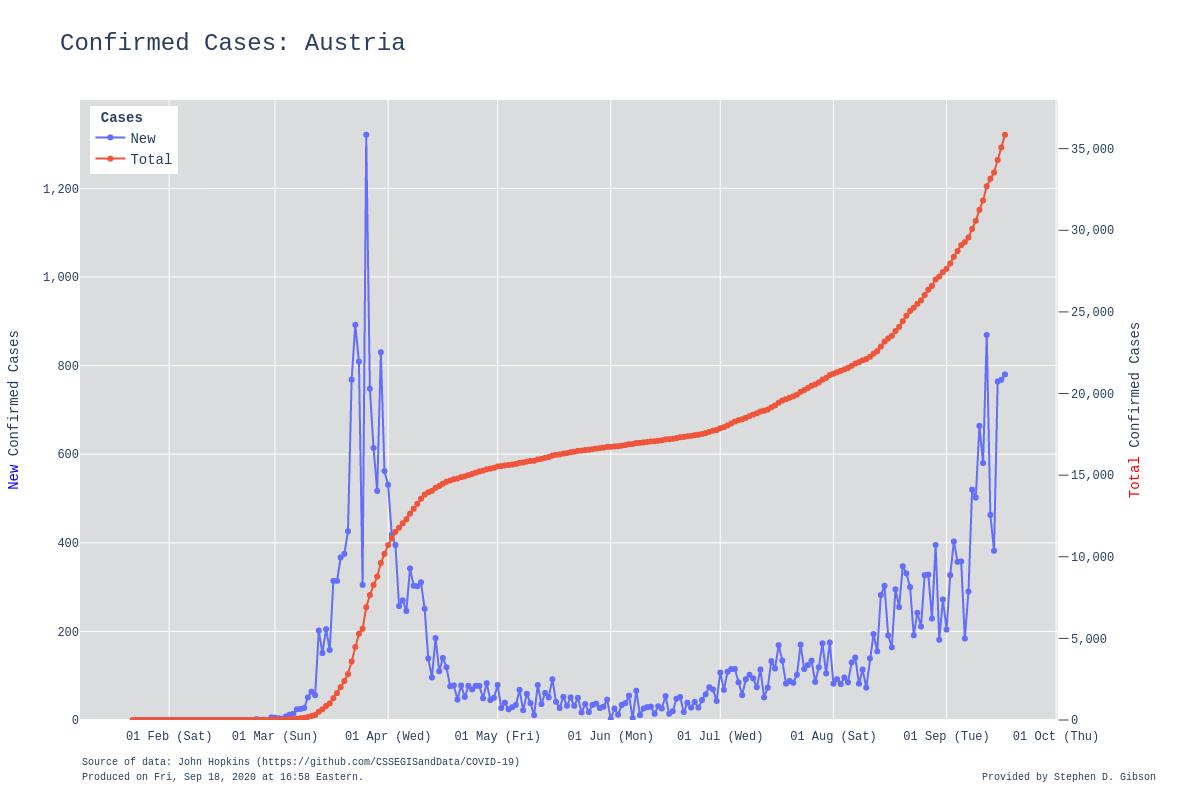 Confirmed Cases: Austria
Cases
New
Total
1,200
1,000
800
600
400
200
0
35,000
30,000
25,000
20,000
15,000
10,000
5,000
0
New Confirmed Cases
Total Confirmed Cases
01 Feb (Sat)
01 Mar (Sun)
01 Apr (Wed)
01 May (Fri)
01 Jun (Mon)
01 Jul (Wed)
01 Aug (Sat)
01 Sep (Tue)
01 Oct (Thu)
Source of data: John Hopkins (https://github.com/CSSEGISandData/COVID-19)
Produced on Fri, Sep 18, 2020 at 16:58 Eastern.
Provided by Stephen D. Gibson